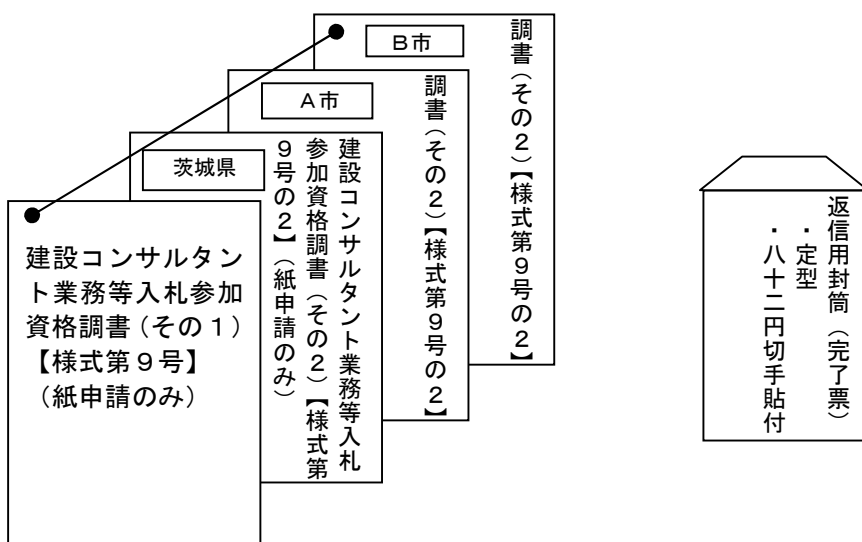 建設コンサルタン
ト業務等入札参加
資格調書（その１）
【様式第９号】
（紙申請のみ）
茨城県
建設コンサルタント業務等入札
参加資格調書（その２）【様式第
９号の２】（紙申請のみ）
Ａ市
調書（その２）【様式第９号の２】
Ｂ市
調書（その２）【様式第９号の２】
返信用封筒（完了票）
・定型
・八十二円切手貼付